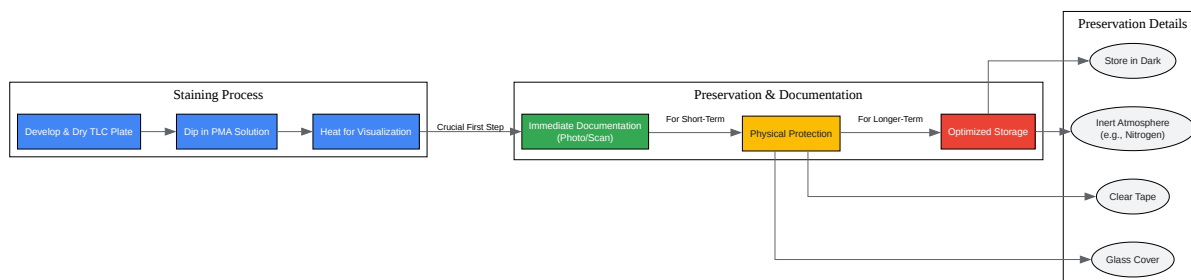 Preservation Details
Store in Dark
Staining Process
Preservation & Documentation
Develop & Dry TLC Plate
Dip in PMA Solution
Heat for Visualization
Crucial First Step
Immediate Documentation
(Photo/Scan)
For Short-Term
Physical Protection
For Longer-Term
Optimized Storage
Inert Atmosphere
(e.g., Nitrogen)
Clear Tape
Glass Cover